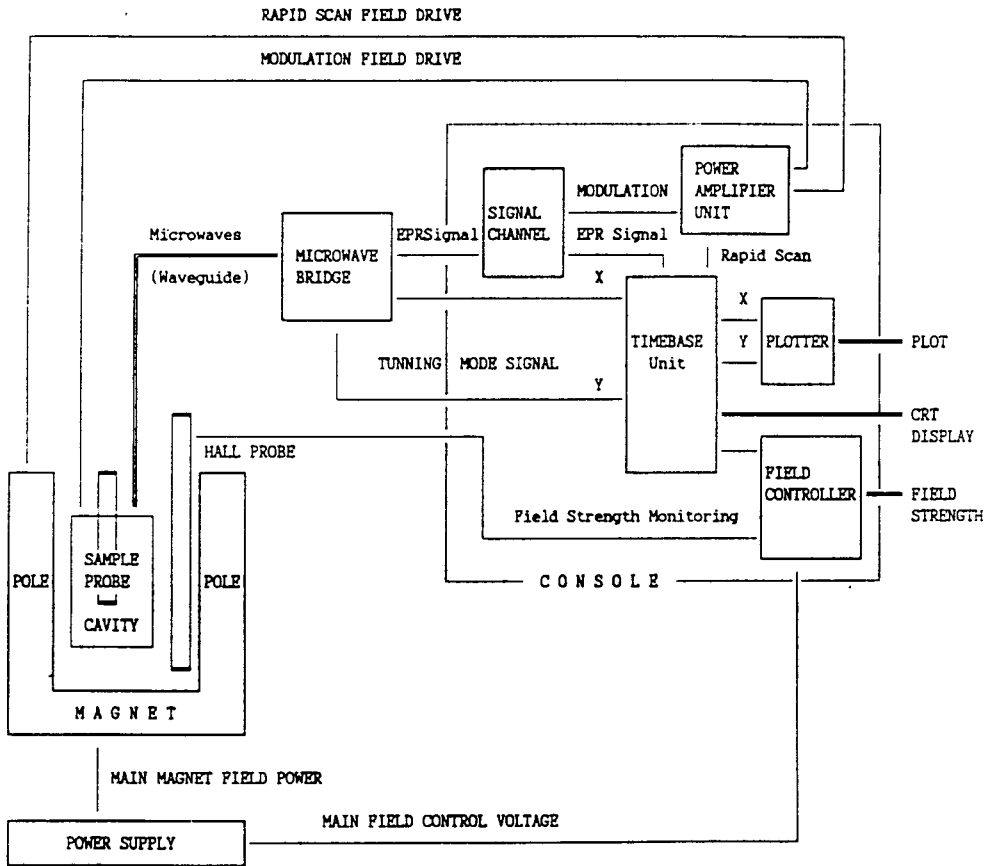 RAPID SCAN FIELD DRIVE
MODULATION FIELD DRIVE
POWER
AMPLIFIER
UNIT
MODULATION
SIGNAL
CHANNEL
Microwaves
(Waveguide)
MICROWAVE
BRIDGE
EPRSignal
EPR Signal
Rapid Scan
X
X
Y
TIMEBASE
Unit
PLOTTER
PLOT
TUNNING MODE SIGNAL
Y
CRT
DISPLAY
HALL PROBE
FIELD
CONTROLLER
FIELD
STRENGTH
Field Strength Monitoring
POLE
SAMPLE
PROBE
CAVITY
POLE
CONSOLE
MAGNET
MAIN MAGNET FIELD POWER
MAIN FIELD CONTROL VOLTAGE
POWER SUPPLY